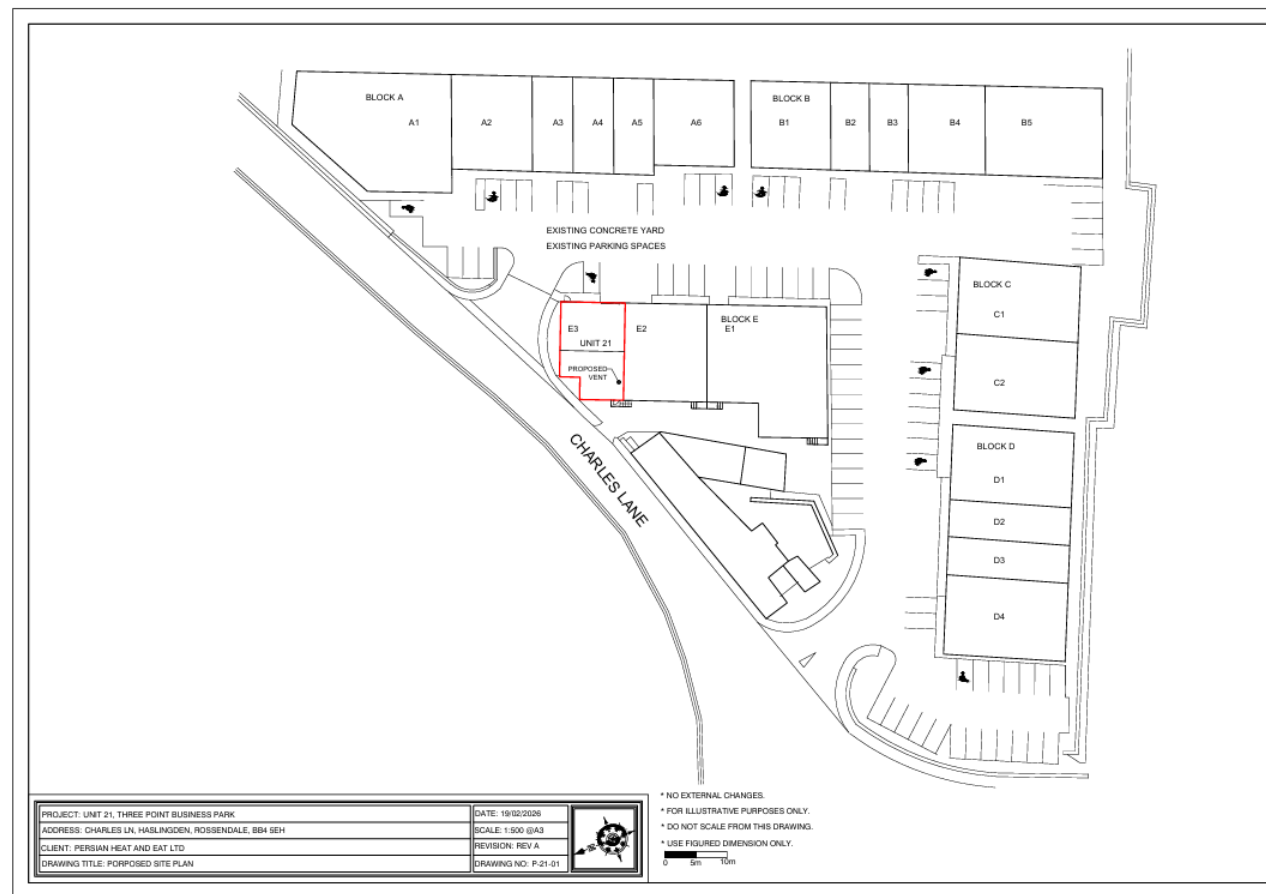 BLOCK A
A1
A2
A3
A4
A5
A6
BLOCK B
B1
B2
B3
B4
B5
EXISTING CONCRETE YARD
EXISTING PARKING SPACES
BLOCK C
C1
C2
E3
UNIT 21
PROPOSED
VENT
E2
BLOCK E
E1
CHARLES LANE
BLOCK D
D1
D2
D3
D4
* NO EXTERNAL CHANGES.
* FOR ILLUSTRATIVE PURPOSES ONLY.
* DO NOT SCALE FROM THIS DRAWING.
* USE FIGURED DIMENSION ONLY.
0 5m 10m
PROJECT: UNIT 21, THREE POINT BUSINESS PARK
DATE: 19/02/2026
ADDRESS: CHARLES LN, HASLINGDEN, ROSSENDALE, BB4 5EH
SCALE: 1:500 @A3
CLIENT: PERSIAN HEAT AND EAT LTD
REVISION: REV A
DRAWING TITLE: PORPOSED SITE PLAN
DRAWING NO: P-21-01